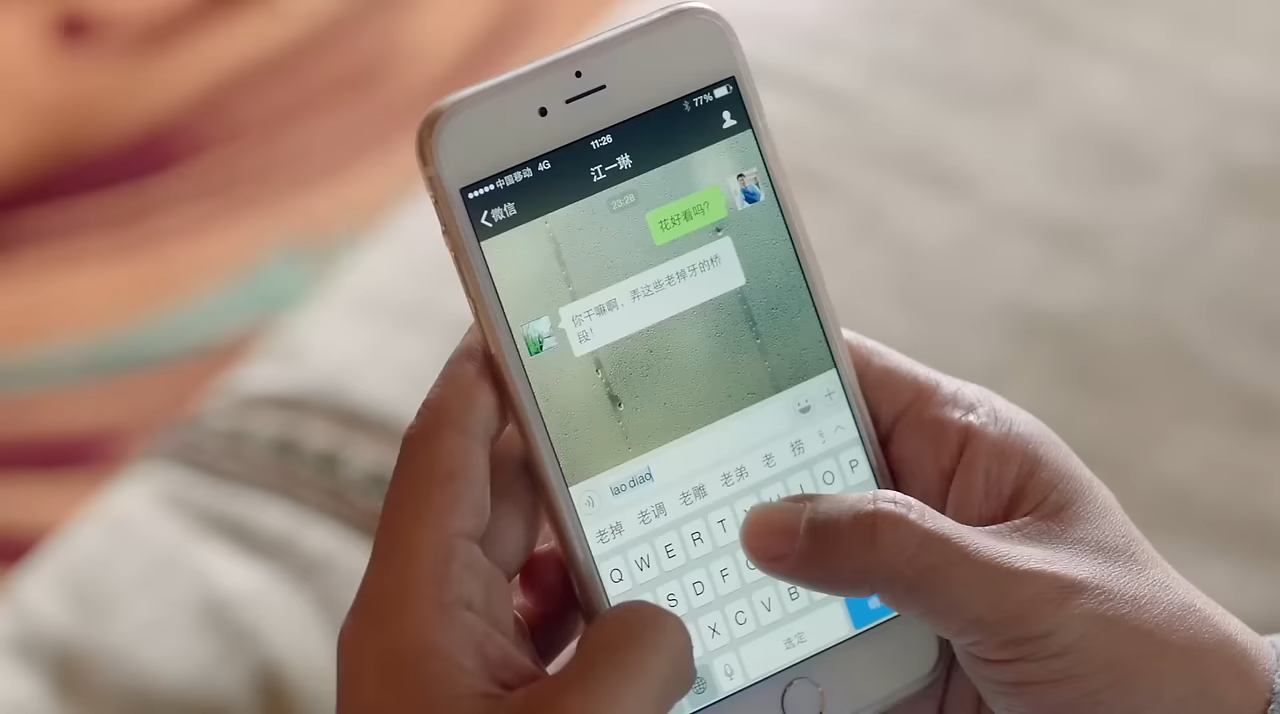 中国移动 4G 11:26 77%
微信 江一琳
23:28
花好看吗?
你干嘛啊，弄这些老掉牙的桥
段!
lao diao
老掉 老调 老雕 老弟 老 捞
Q W E R T O P
S D F
X C V B
选定